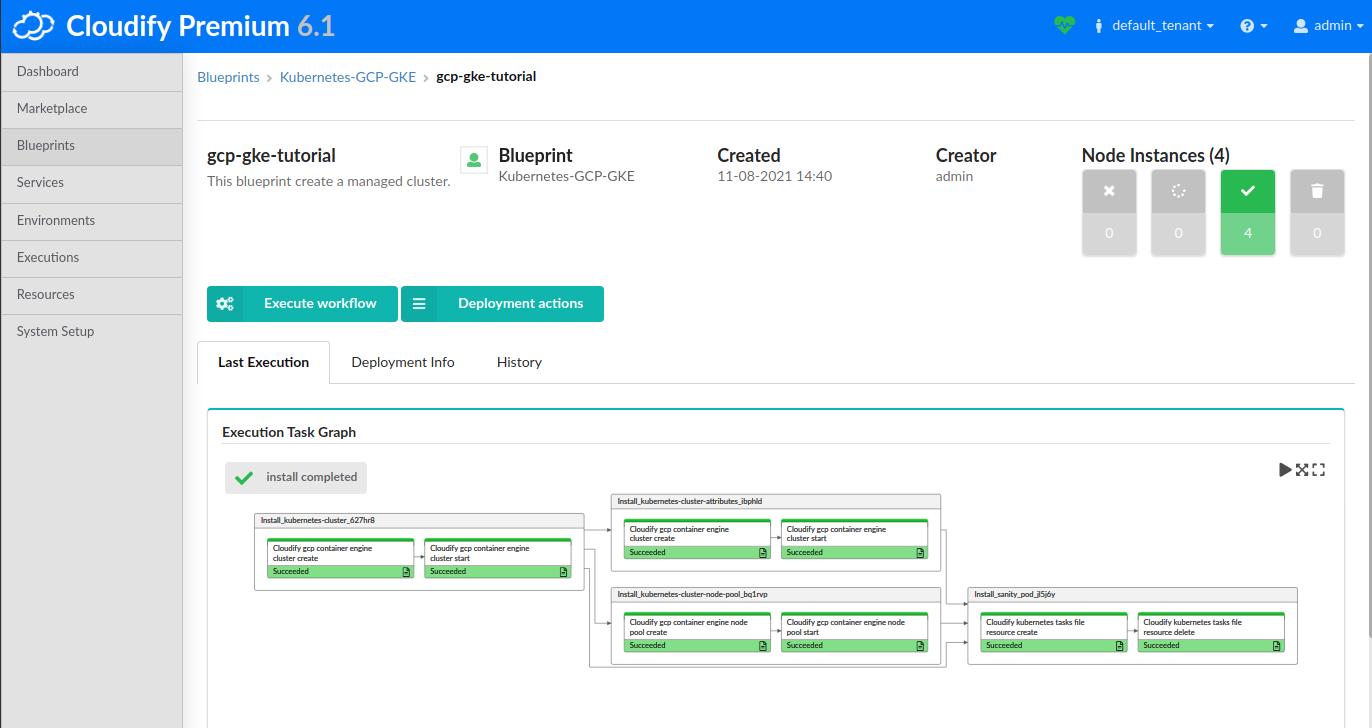 Cloudify Premium 6.1
default_tenant
admin
Dashboard
Marketplace
Blueprints
Services
Environments
Executions
Resources
System Setup
Blueprints › Kubernetes-GCP-GKE › gcp-gke-tutorial
gcp-gke-tutorial
This blueprint create a managed cluster.
Blueprint
Kubernetes-GCP-GKE
Created
11-08-2021 14:40
Creator
admin
Node Instances (4)
0
0
4
0
Execute workflow
Deployment actions
Last Execution
Deployment Info
History
Execution Task Graph
install completed
Install_kubernetes-cluster_627hr8
Cloudify gcp container engine
cluster create
Succeeded
Cloudify gcp container engine
cluster start
Succeeded
Install_kubernetes-cluster-attributes_ibphld
Cloudify gcp container engine
cluster create
Succeeded
Cloudify gcp container engine
cluster start
Succeeded
Install_kubernetes-cluster-node-pool_bq1rvp
Cloudify gcp container engine node
pool create
Succeeded
Cloudify gcp container engine node
pool start
Succeeded
Install_sanity_pod_jl5j6y
Cloudify kubernetes tasks file
resource create
Succeeded
Cloudify kubernetes tasks file
resource delete
Succeeded